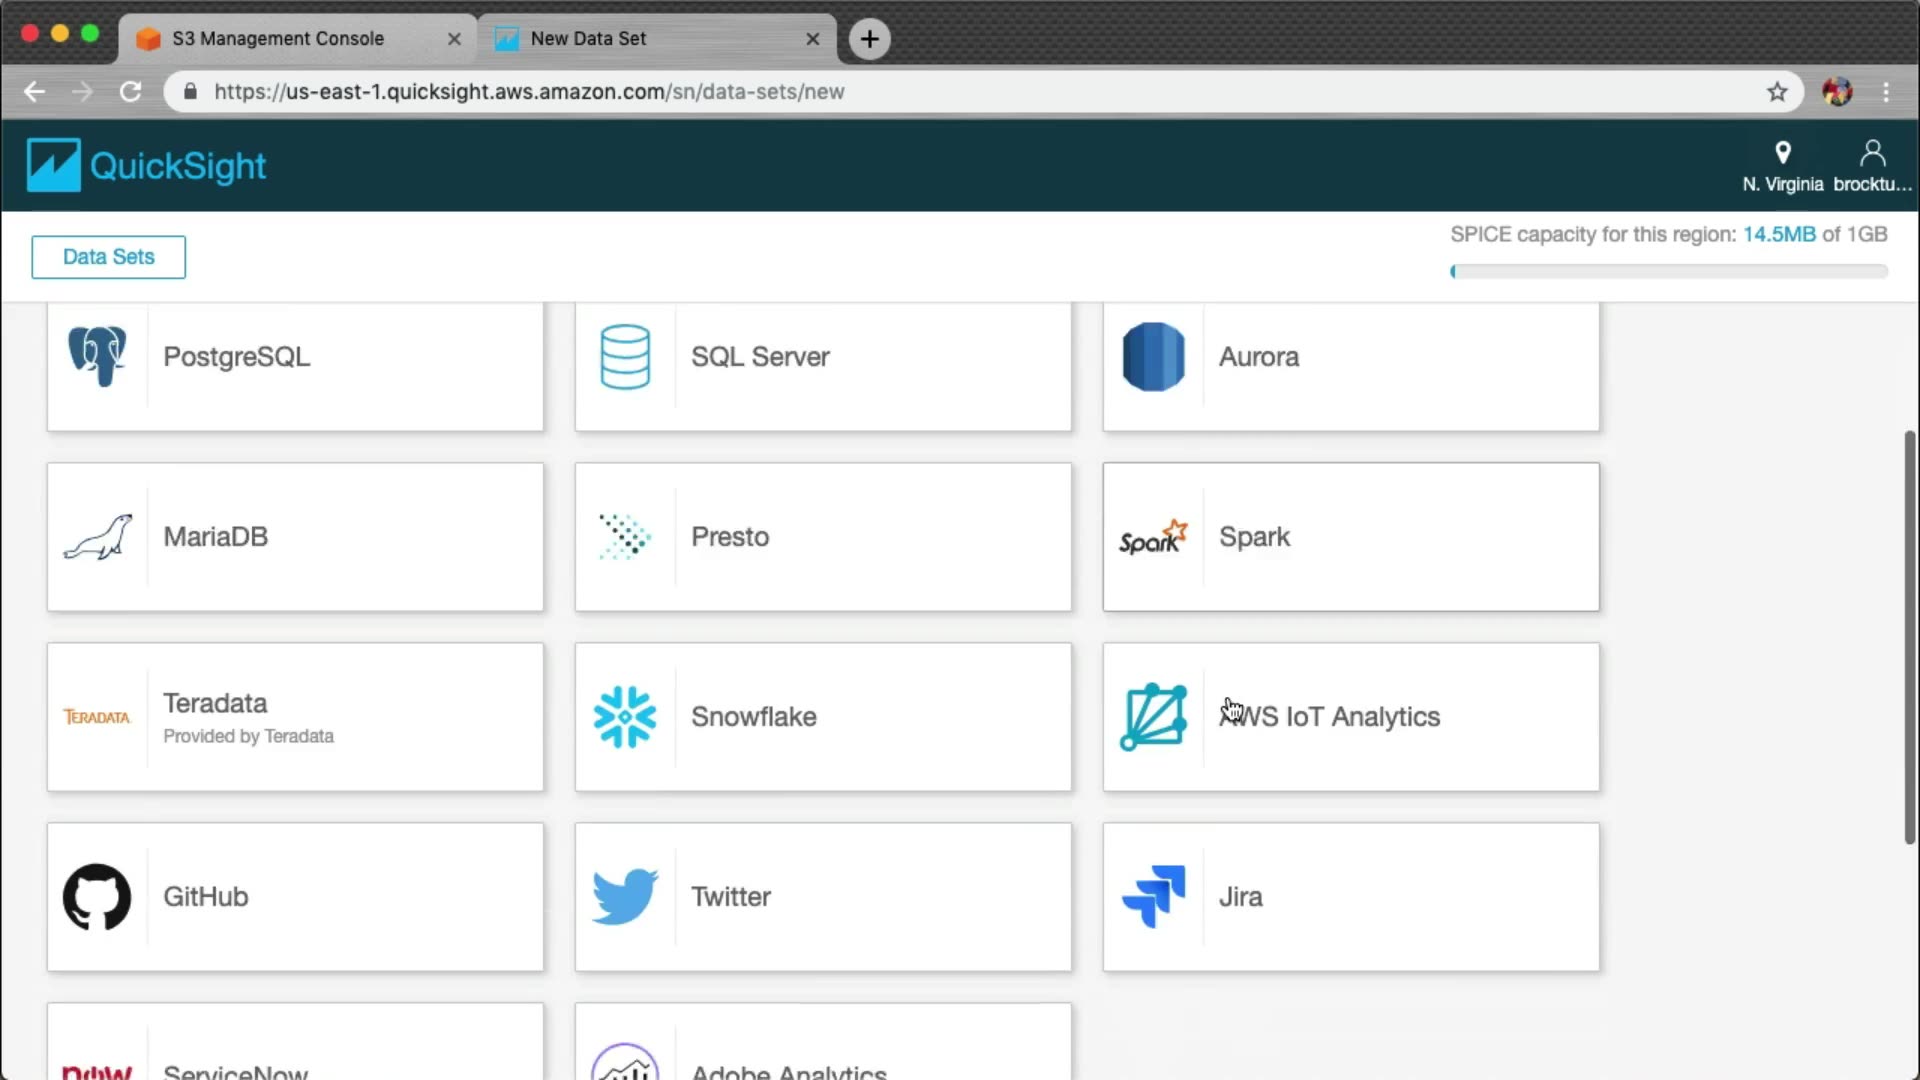 S3 Management Console
New Data Set
https://us-east-1.quicksight.aws.amazon.com/sn/data-sets/new
QuickSight
N. Virginia
brocktu...
Data Sets
SPICE capacity for this region: 14.5MB of 1GB
PostgreSQL
SQL Server
Aurora
MariaDB
Presto
Spark
Spark
TERADATA
Teradata
Provided by Teradata
Snowflake
AWS IoT Analytics
GitHub
Twitter
Jira
now
ServiceNow
Adobe Analytics